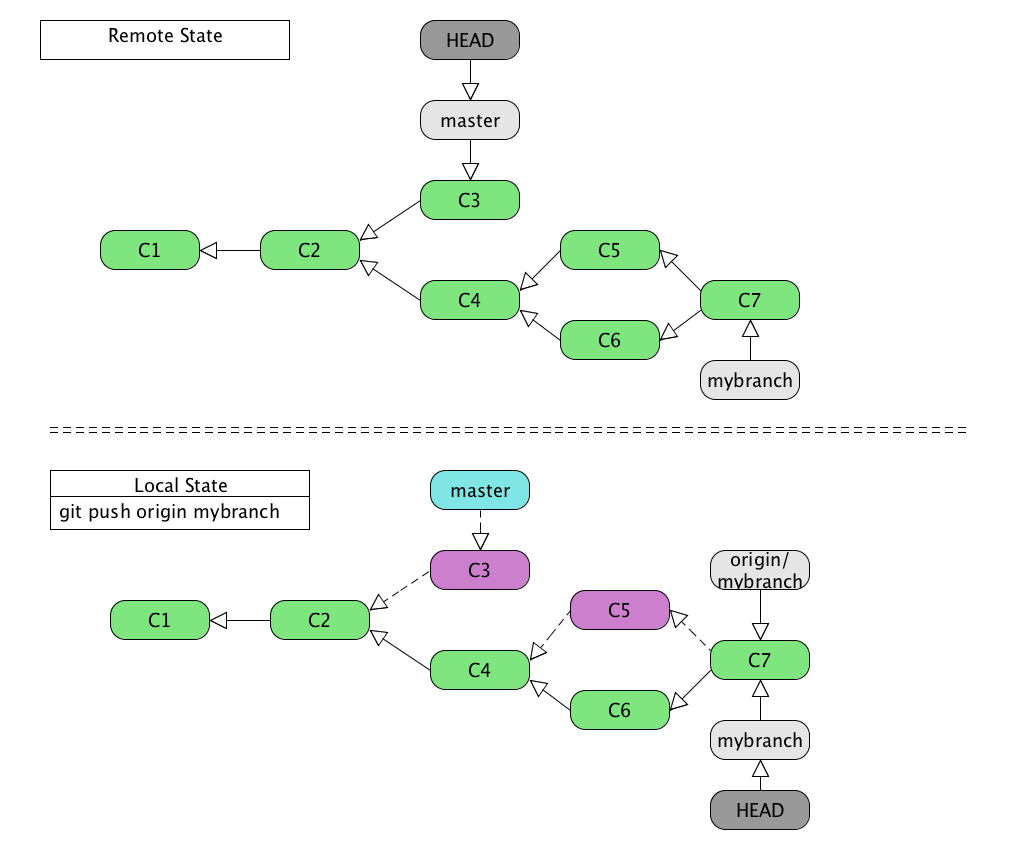 Remote State
HEAD
master
C3
C1
C2
C5
C4
C7
C6
mybranch
Local State
git push origin mybranch
master
C3
origin/
mybranch
C1
C2
C5
C4
C7
C6
mybranch
HEAD